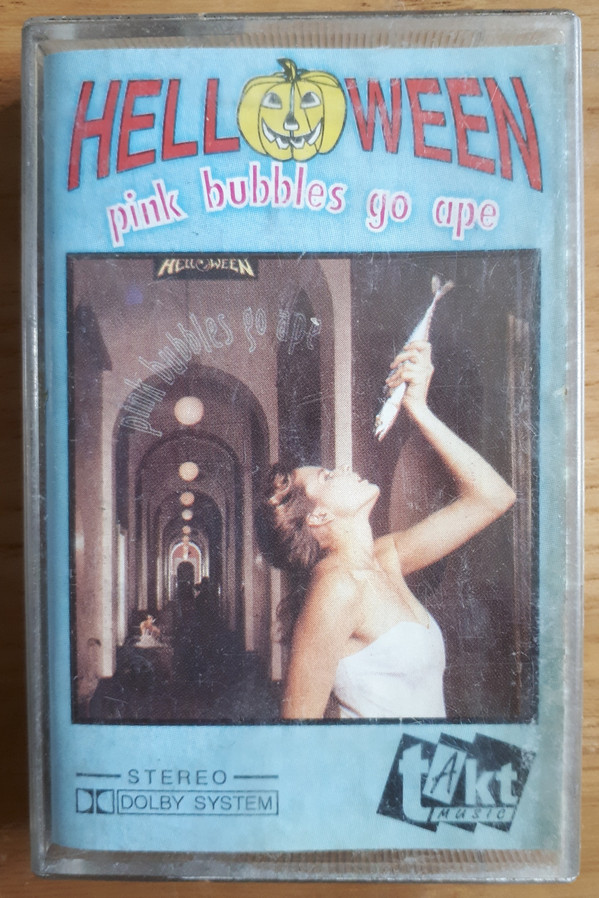 HELLOWEEN
pink bubbles go ape
HELLOWEEN
pink bubbles go ape
STEREO
DOLBY SYSTEM
tAkt
MUSIC